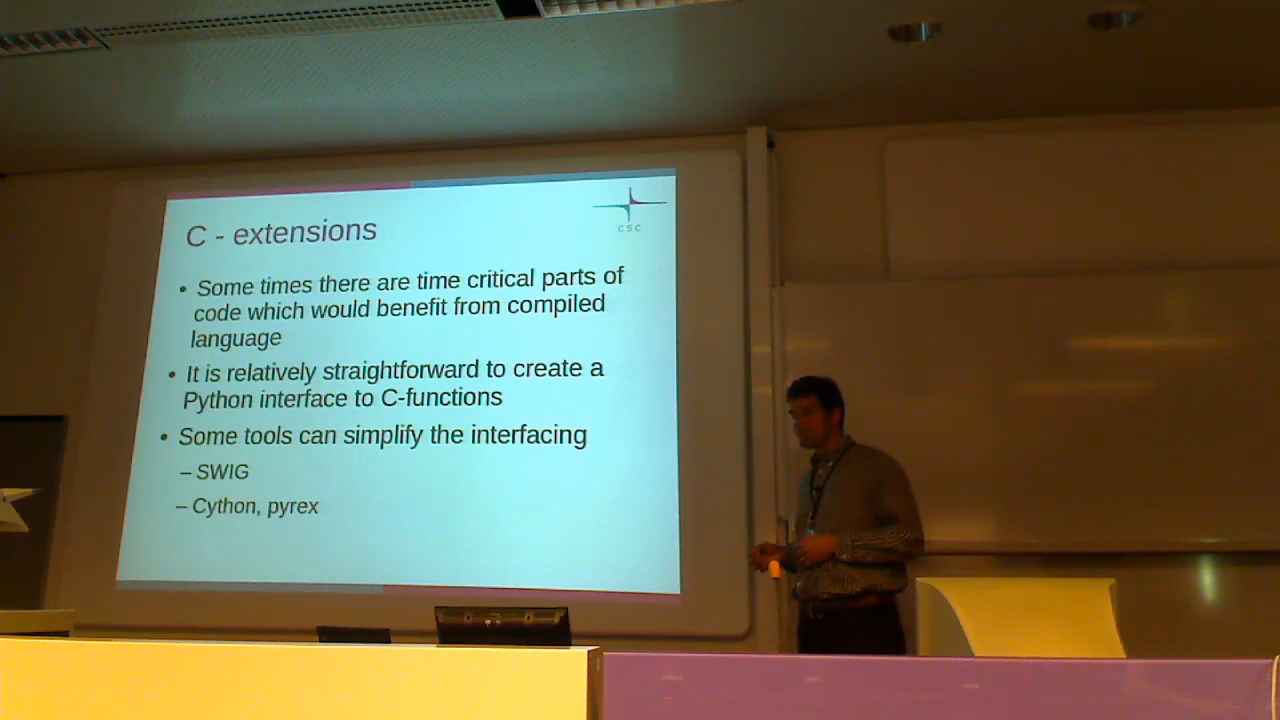 C - extensions
CSC
• Some times there are time critical parts of
code which would benefit from compiled
language
• It is relatively straightforward to create a
Python interface to C-functions
• Some tools can simplify the interfacing
– SWIG
– Cython, pyrex